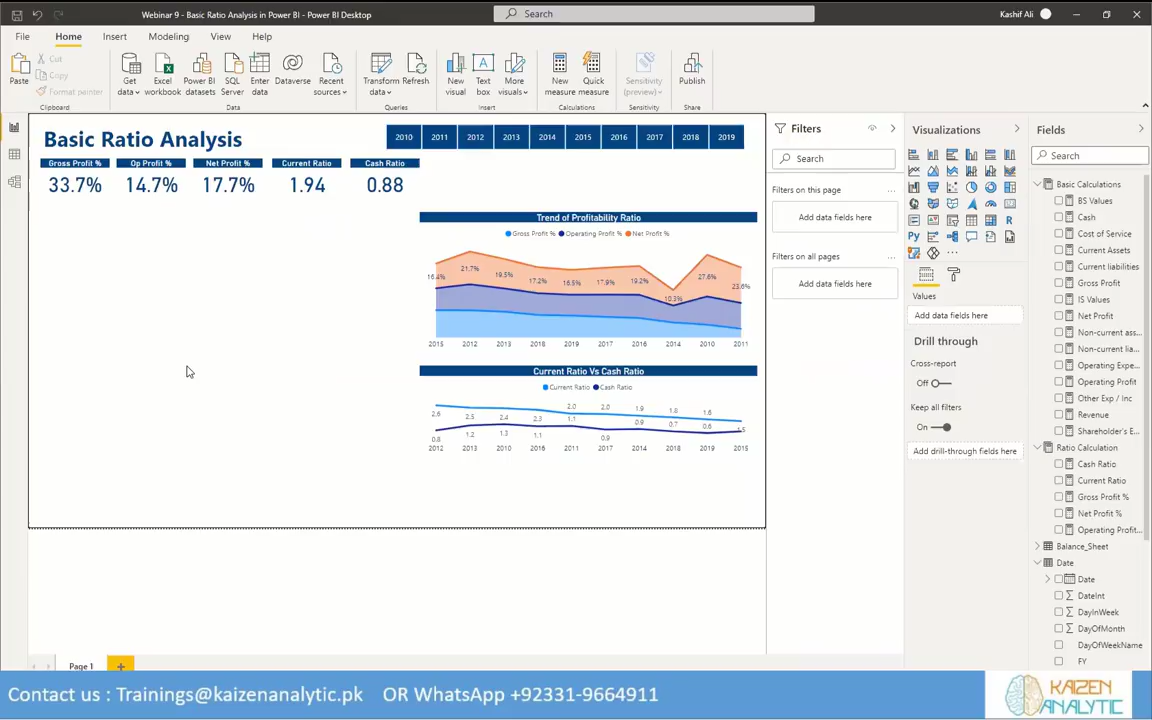 Webinar 9 - Basic Ratio Analysis in Power BI - Power BI Desktop
Search
Kashif Ali
File
Home
Insert
Modeling
View
Help
Paste
Cut
Copy
Format painter
Get data
Excel workbook
Power BI datasets
SQL Server
Enter data
Dataverse
Recent sources
Transform data
Refresh
New visual
Text box
More visuals
New measure
Quick measure
Sensitivity (preview)
Publish
Clipboard
Data
Queries
Insert
Calculations
Sensitivity
Share
Basic Ratio Analysis
2010 2011 2012 2013 2014 2015 2016 2017 2018 2019
Gross Profit % Op Profit % Net Profit % Current Ratio Cash Ratio
33.7% 14.7% 17.7% 1.94 0.88
Trend of Profitability Ratio
Gross Profit % Operating Profit % Net Profit %
16.4% 21.7% 19.5% 17.2% 16.5% 17.9% 19.2% 10.3% 27.6% 23.6%
2015 2012 2013 2018 2019 2017 2016 2014 2010 2011
Current Ratio Vs Cash Ratio
Current Ratio Cash Ratio
2.6 2.5 2.4 2.3 2.0 2.0 1.9 1.8 1.6 1.5
0.8 1.2 1.3 1.1 1.1 0.9 0.9 0.7 0.6
2012 2013 2010 2016 2011 2017 2014 2018 2019 2015
Filters
Search
Filters on this page
...
Add data fields here
Filters on all pages
...
Add data fields here
Visualizations
R
Py
...
Values
Add data fields here
Drill through
Cross-report
Off
Keep all filters
On
Add drill-through fields here
Fields
Search
Basic Calculations
BS Values
Cash
Cost of Service
Current Assets
Current liabilities
Gross Profit
IS Values
Net Profit
Non-current ass...
Non-current lia...
Operating Expe...
Operating Profit
Other Exp / Inc
Revenue
Shareholder's E...
Ratio Calculation
Cash Ratio
Current Ratio
Gross Profit %
Net Profit %
Operating Profit...
Balance_Sheet
Date
Date
DateInt
DayInWeek
DayOfMonth
DayOfWeekName
FY
Page 1
+
Contact us : Trainings@kaizenanalytic.pk OR WhatsApp +92331-9664911
KAIZEN
ANALYTIC